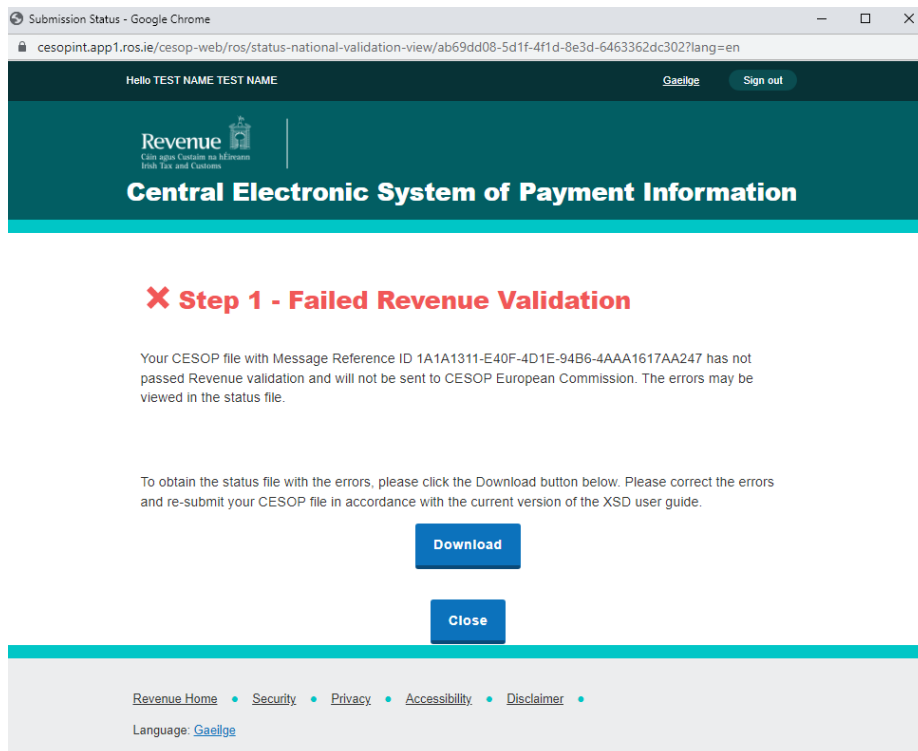 Submission Status - Google Chrome
cesopint.app1.ros.ie/cesop-web/ros/status-national-validation-view/ab69dd08-5d1f-4f1d-8e3d-6463362dc302?lang=en
Hello TEST NAME TEST NAME
Gaeilge
Sign out
Revenue
Cáin agus Custaim na hÉireann
Irish Tax and Customs
Central Electronic System of Payment Information
Step 1 - Failed Revenue Validation
Your CESOP file with Message Reference ID 1A1A1311-E40F-4D1E-94B6-4AAA1617AA247 has not
passed Revenue validation and will not be sent to CESOP European Commission. The errors may be
viewed in the status file.
To obtain the status file with the errors, please click the Download button below. Please correct the errors
and re-submit your CESOP file in accordance with the current version of the XSD user guide.
Download
Close
Revenue Home • Security • Privacy • Accessibility • Disclaimer •
Language: Gaeilge